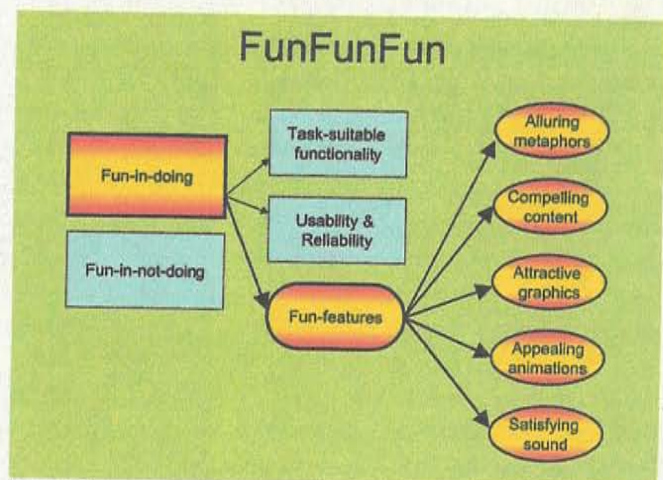 FunFunFun
Fun-in-doing
Fun-in-not-doing
Task-suitable
functionality
Usability &
Reliability
Fun-features
Alluring
metaphors
Compelling
content
Attractive
graphics
Appealing
animations
Satisfying
sound